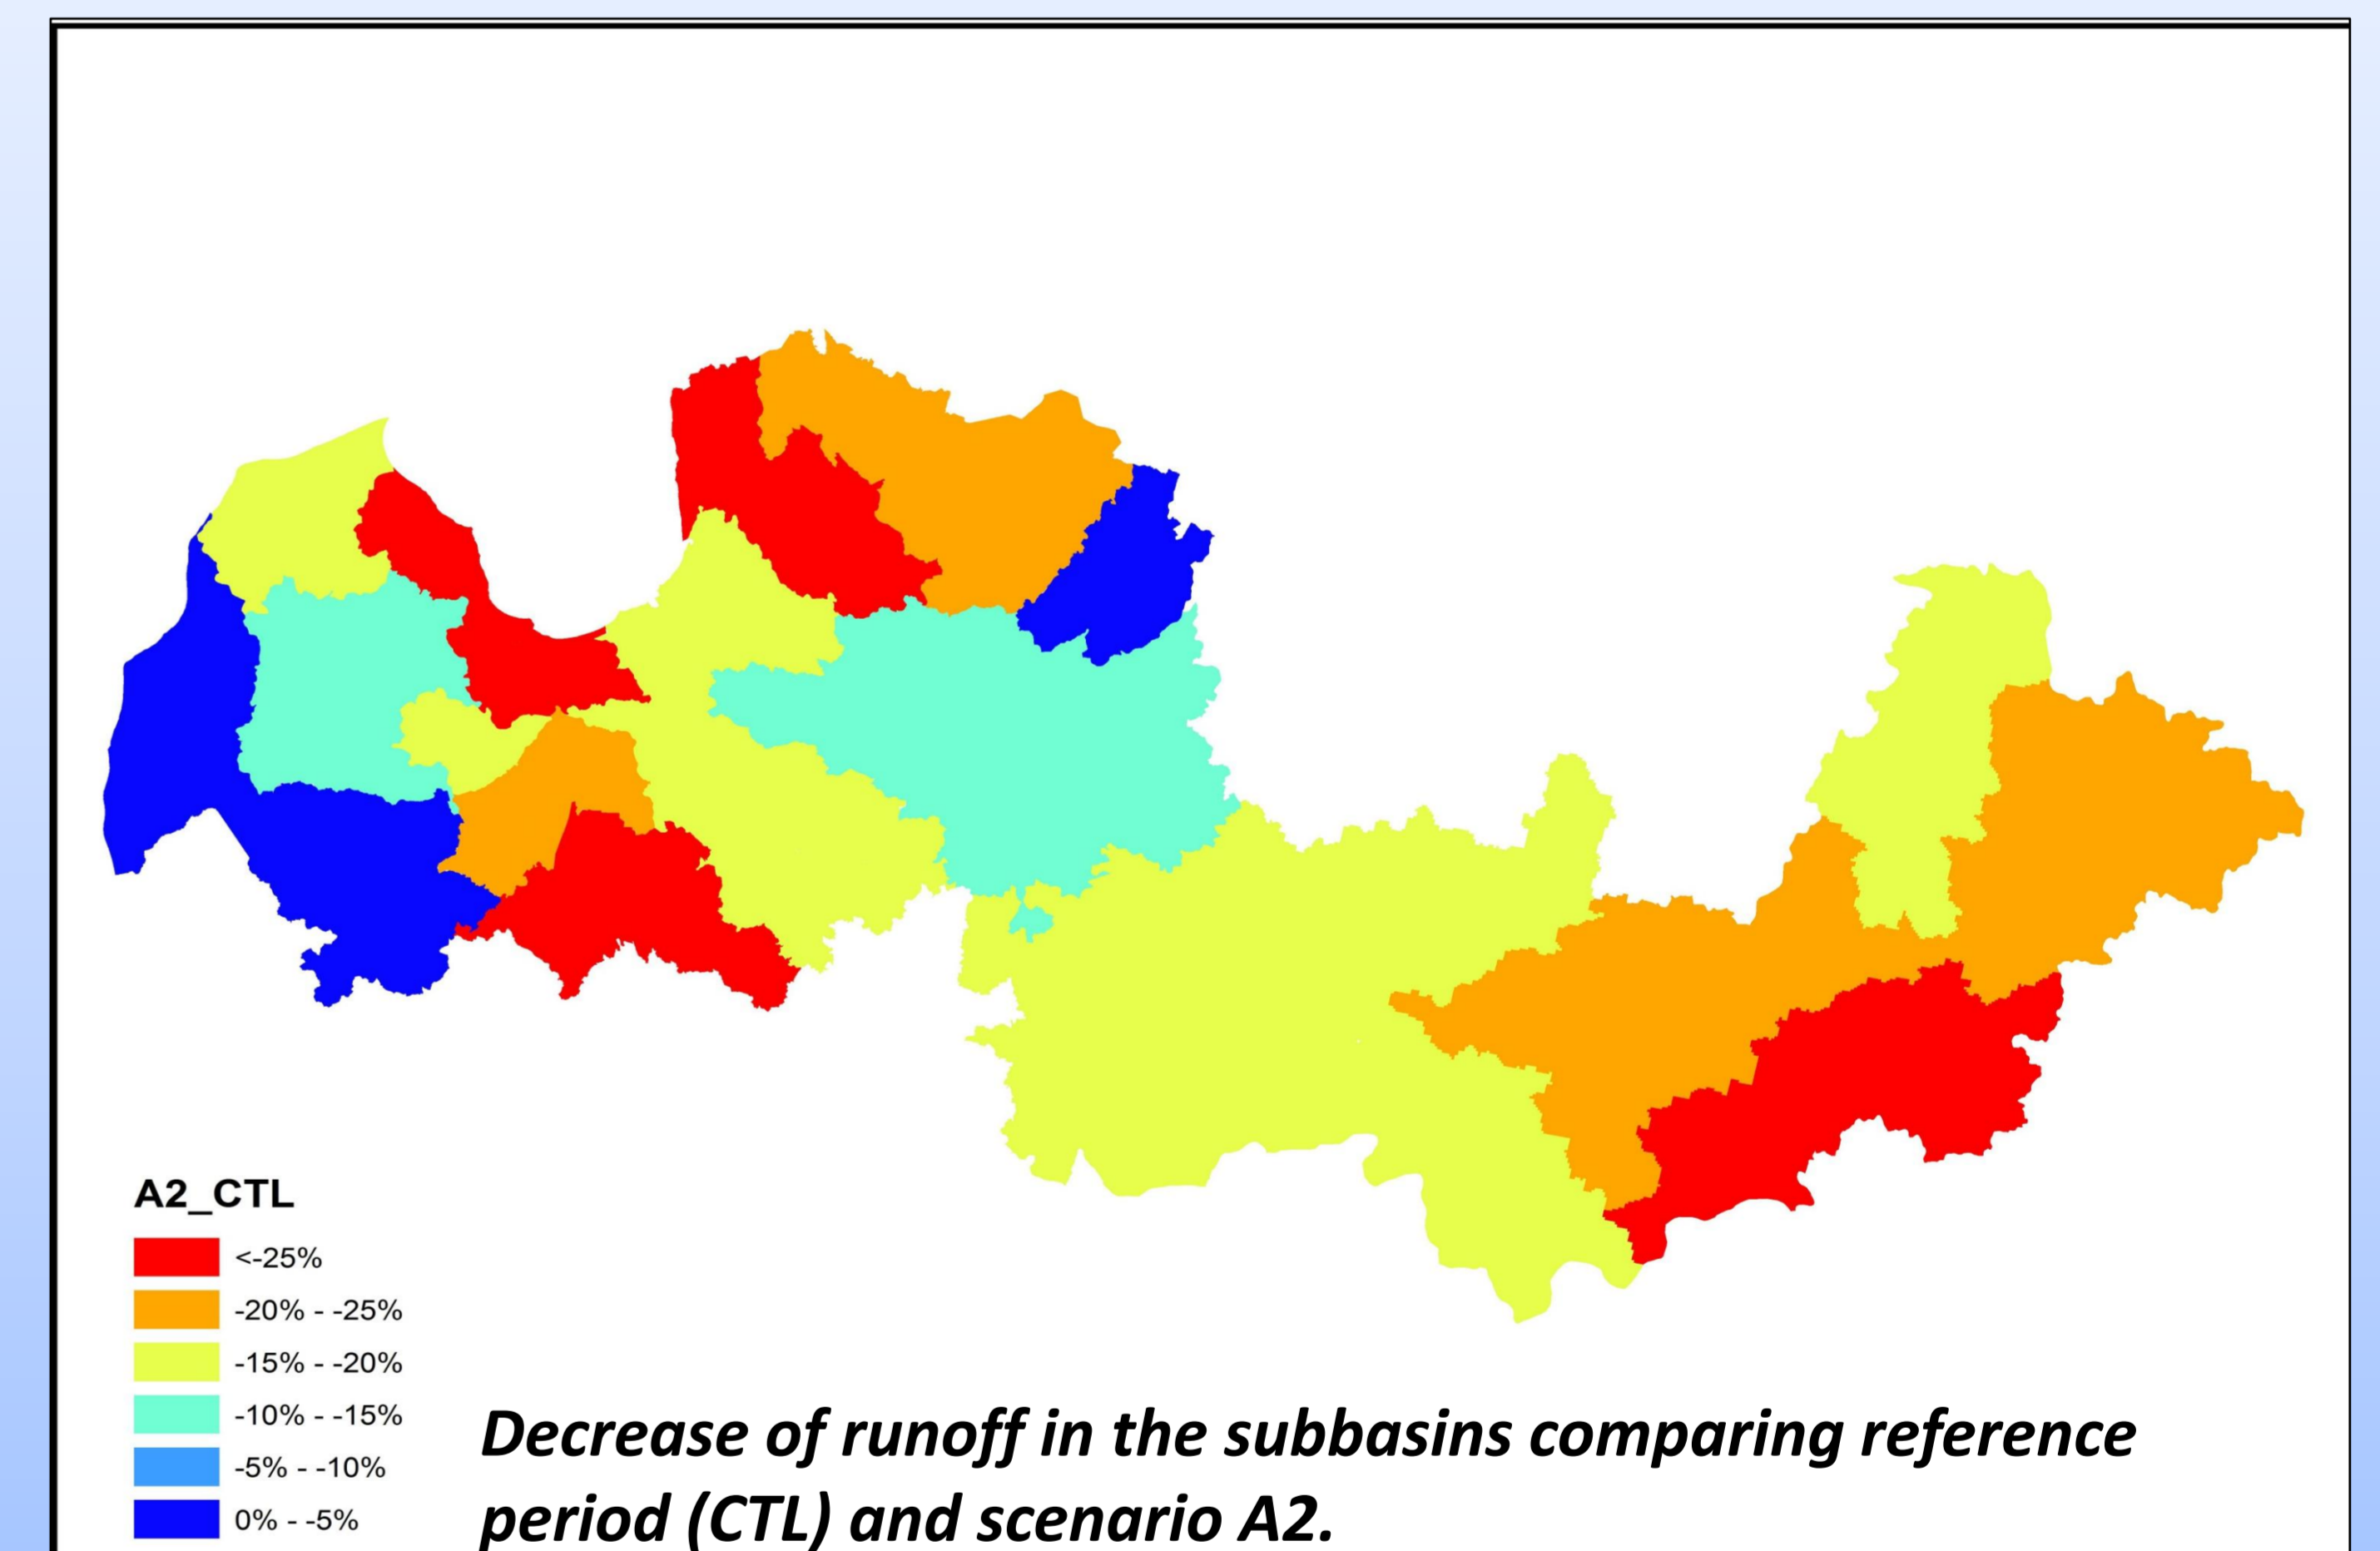 A2_CTL
<-25%
-20% - -25%
-15% - -20%
-10% - -15%
-5% - -10%
0% - -5%
Decrease of runoff in the subbasins comparing reference
period (CTL) and scenario A2.